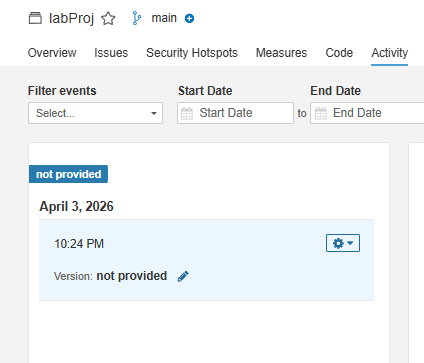 labProj main
Overview Issues Security Hotspots Measures Code Activity
Filter events Start Date End Date
Select... Start Date to End Date
not provided
April 3, 2026
10:24 PM
Version: not provided